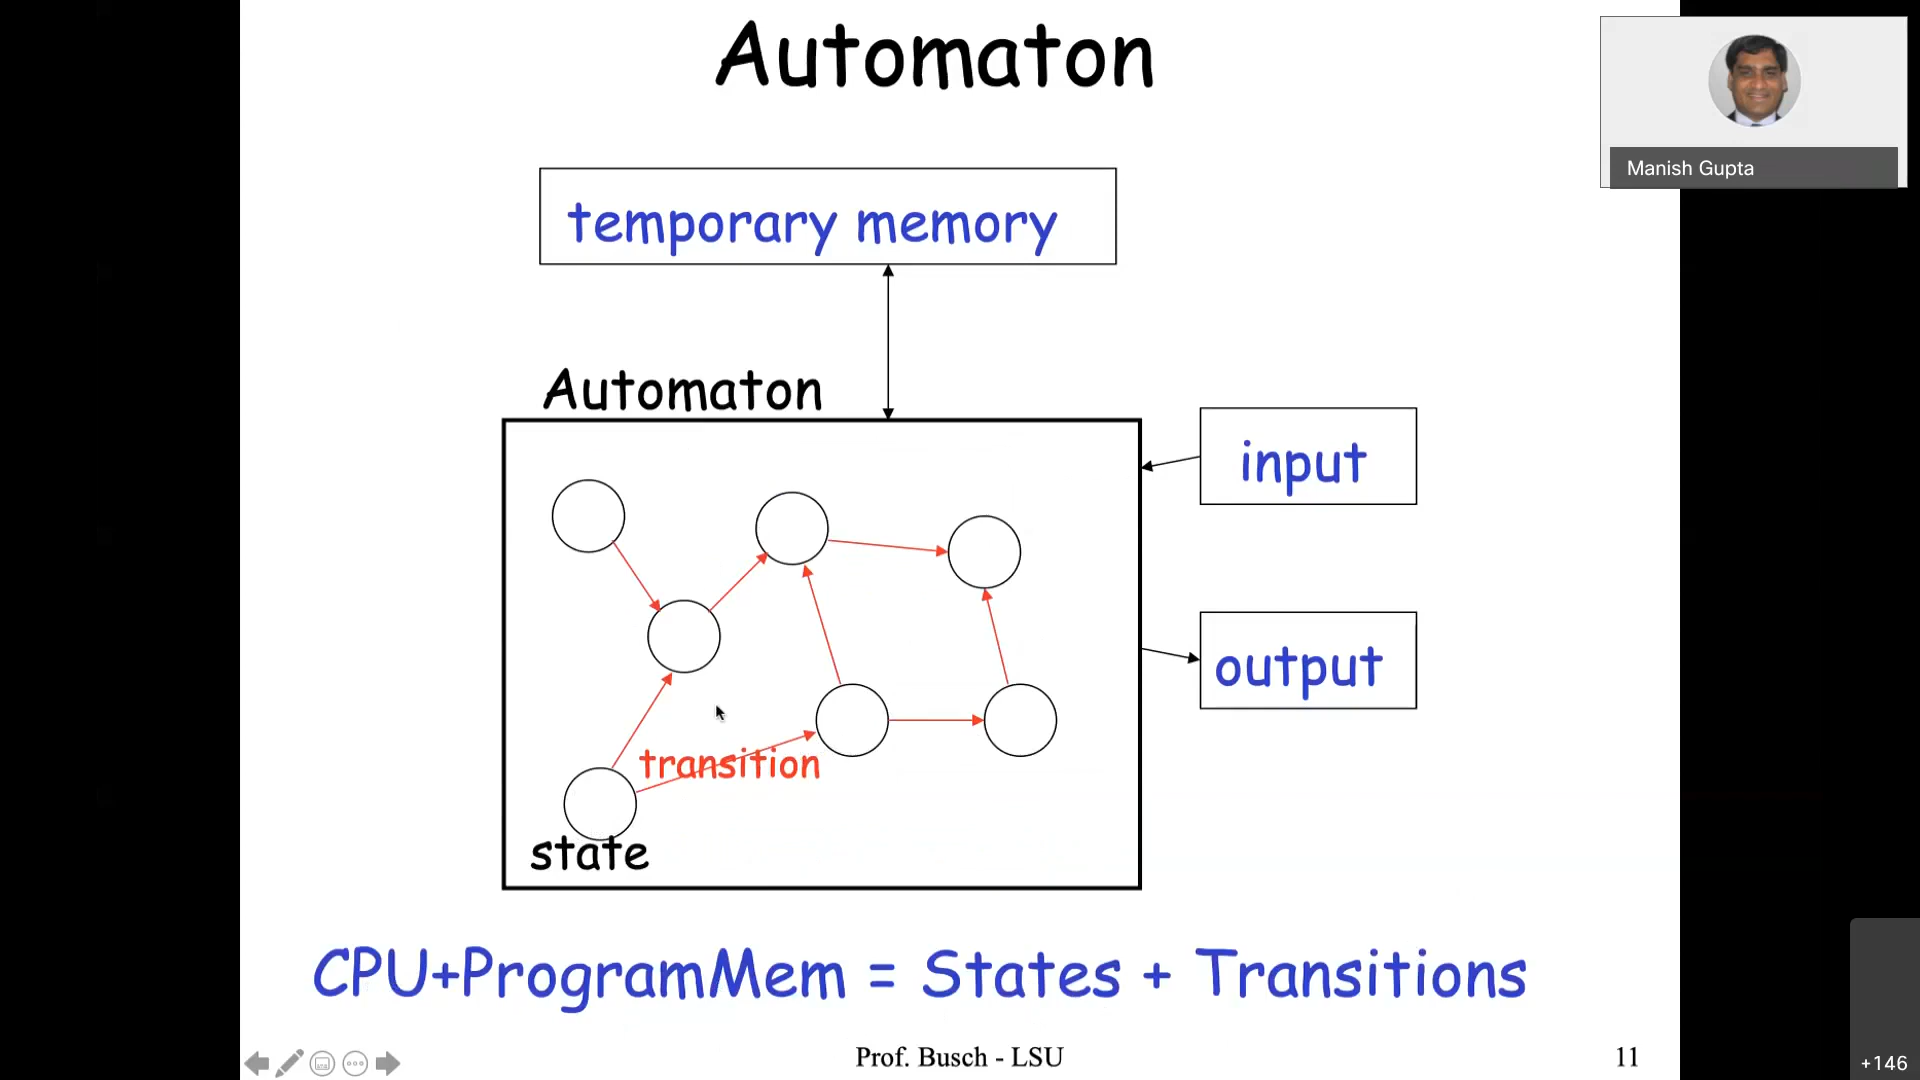 Automaton
Manish Gupta
temporary memory
Automaton
input
output
transition
state
CPU+ProgramMem = States + Transitions
Prof. Busch - LSU
11
+146